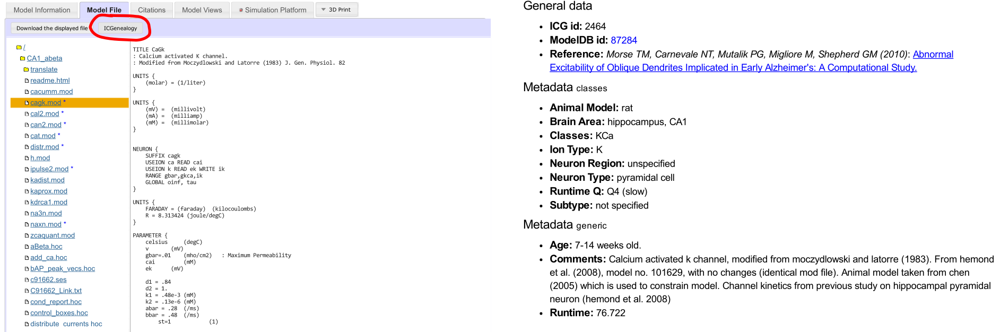 Model Information
Model File
Citations
Model Views
Simulation Platform
3D Print
Download the displayed file
ICGenealogy
/
CA1_abeta
translate
readme.html
cacumm.mod
cagk.mod *
cal2.mod *
can2.mod *
cat.mod *
distr.mod *
h.mod
ipulse2.mod *
kadist.mod
kaprox.mod
kdrca1.mod
na3n.mod
naxn.mod *
zcaquant.mod
aBeta.hoc
add_ca.hoc
bAP_peak_vecs.hoc
c91662.ses
C91662_Link.txt
cond_report.hoc
control_boxes.hoc
distribute_currents hoc
TITLE CaGk
: Calcium activated K channel.
: Modified from Moczydlowski and Latorre (1983) J. Gen. Physiol. 82
UNITS {
(molar) = (1/liter)
}
UNITS {
(mV) =  (millivolt)
(mA) =  (milliamp)
(mM) =  (millimolar)
}
NEURON {
SUFFIX cagk
USEION ca READ cai
USEION k READ ek WRITE ik
RANGE gbar,gkca,ik
GLOBAL oinf, tau
}
UNITS {
FARADAY = (faraday)  (kilocoulombs)
R = 8.313424 (joule/degC)
}
PARAMETER {
celsius (degC)
v (mV)
gbar=.01 (mho/cm2) : Maximum Permeability
cai (mM)
ek (mV)
d1 = .84
d2 = 1.
k1 = .48e-3 (mM)
k2 = .13e-6 (mM)
abar = .28 (/ms)
bbar = .48 (/ms)
st=1 (1)
General data
• ICG id: 2464
• ModelDB id: 87284
• Reference: Morse TM, Carnevale NT, Mutalik PG, Migliore M, Shepherd GM (2010): Abnormal
Excitability of Oblique Dendrites Implicated in Early Alzheimer's: A Computational Study.
Metadata classes
• Animal Model: rat
• Brain Area: hippocampus, CA1
• Classes: KCa
• Ion Type: K
• Neuron Region: unspecified
• Neuron Type: pyramidal cell
• Runtime Q: Q4 (slow)
• Subtype: not specified
Metadata generic
• Age: 7-14 weeks old.
• Comments: Calcium activated k channel, modified from moczydlowski and latorre (1983). From hemond
et al. (2008), model no. 101629, with no changes (identical mod file). Animal model taken from chen
(2005) which is used to constrain model. Channel kinetics from previous study on hippocampal pyramidal
neuron (hemond et al. 2008)
• Runtime: 76.722